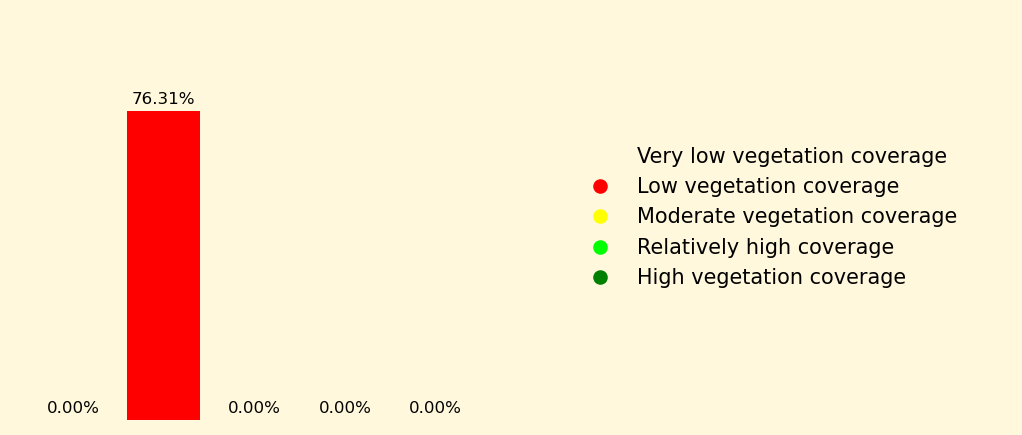 76.31%
0.00%
0.00%
0.00%
0.00%
Very low vegetation coverage
Low vegetation coverage
Moderate vegetation coverage
Relatively high coverage
High vegetation coverage